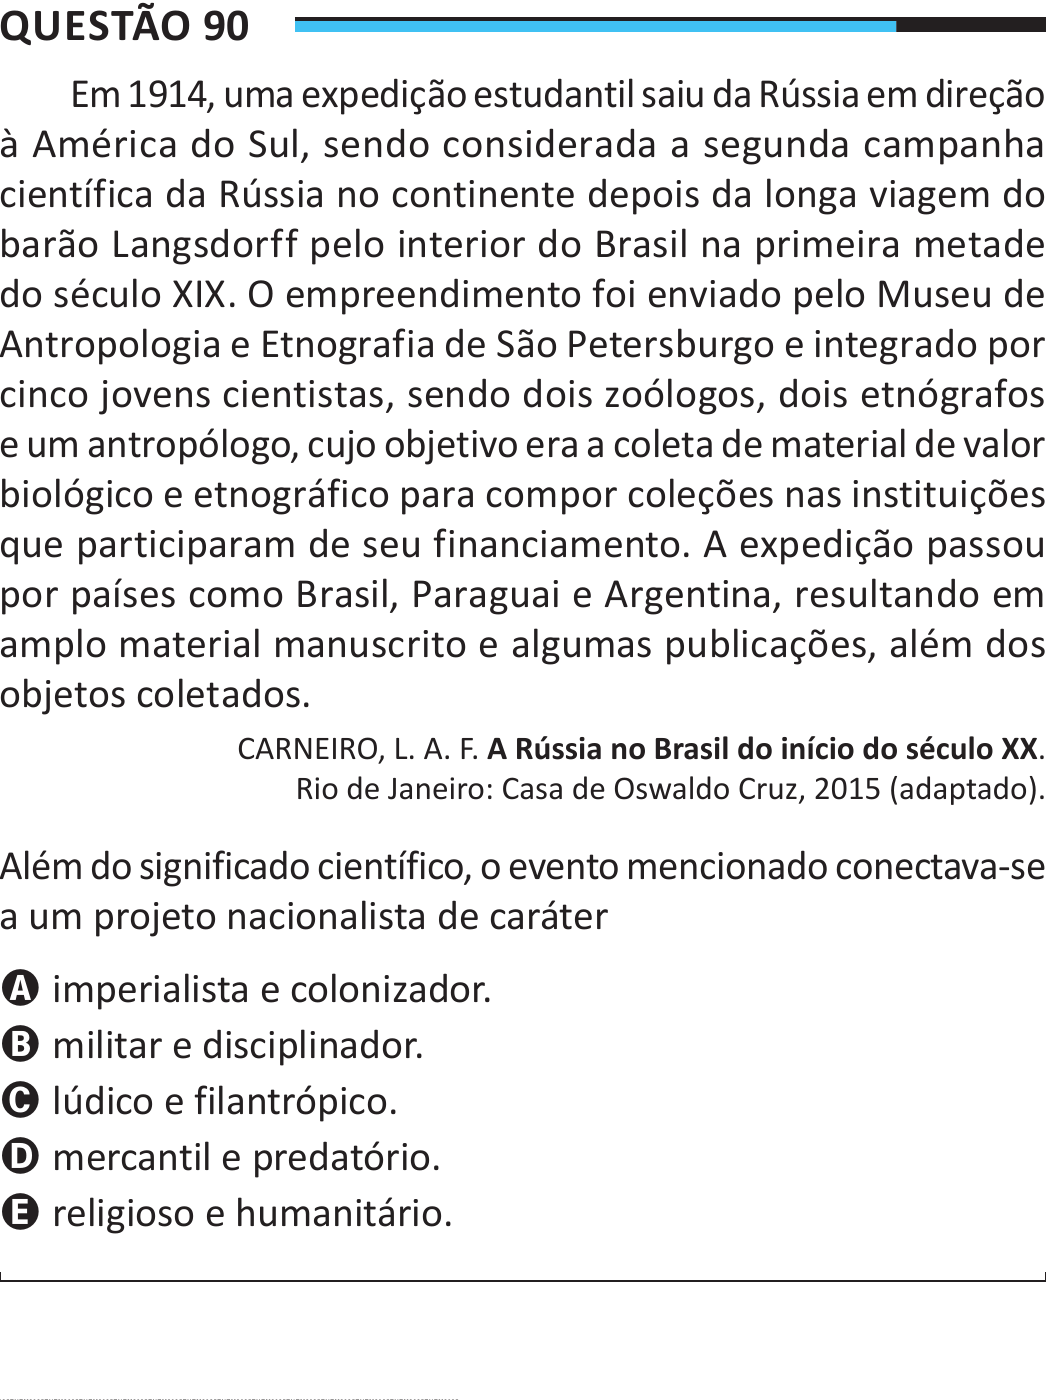 QUESTÃO 90
Em 1914, uma expedição estudantil saiu da Rússia em direção
à América do Sul, sendo considerada a segunda campanha
científica da Rússia no continente depois da longa viagem do
barão Langsdorff pelo interior do Brasil na primeira metade
do século XIX. O empreendimento foi enviado pelo Museu de
Antropologia e Etnografia de São Petersburgo e integrado por
cinco jovens cientistas, sendo dois zoólogos, dois etnógrafos
e um antropólogo, cujo objetivo era a coleta de material de valor
biológico e etnográfico para compor coleções nas instituições
que participaram de seu financiamento. A expedição passou
por países como Brasil, Paraguai e Argentina, resultando em
amplo material manuscrito e algumas publicações, além dos
objetos coletados.
CARNEIRO, L. A. F. A Rússia no Brasil do início do século XX.
Rio de Janeiro: Casa de Oswaldo Cruz, 2015 (adaptado).
Além do significado científico, o evento mencionado conectava-se
a um projeto nacionalista de caráter
A imperialista e colonizador.
B militar e disciplinador.
C lúdico e filantrópico.
D mercantil e predatório.
E religioso e humanitário.